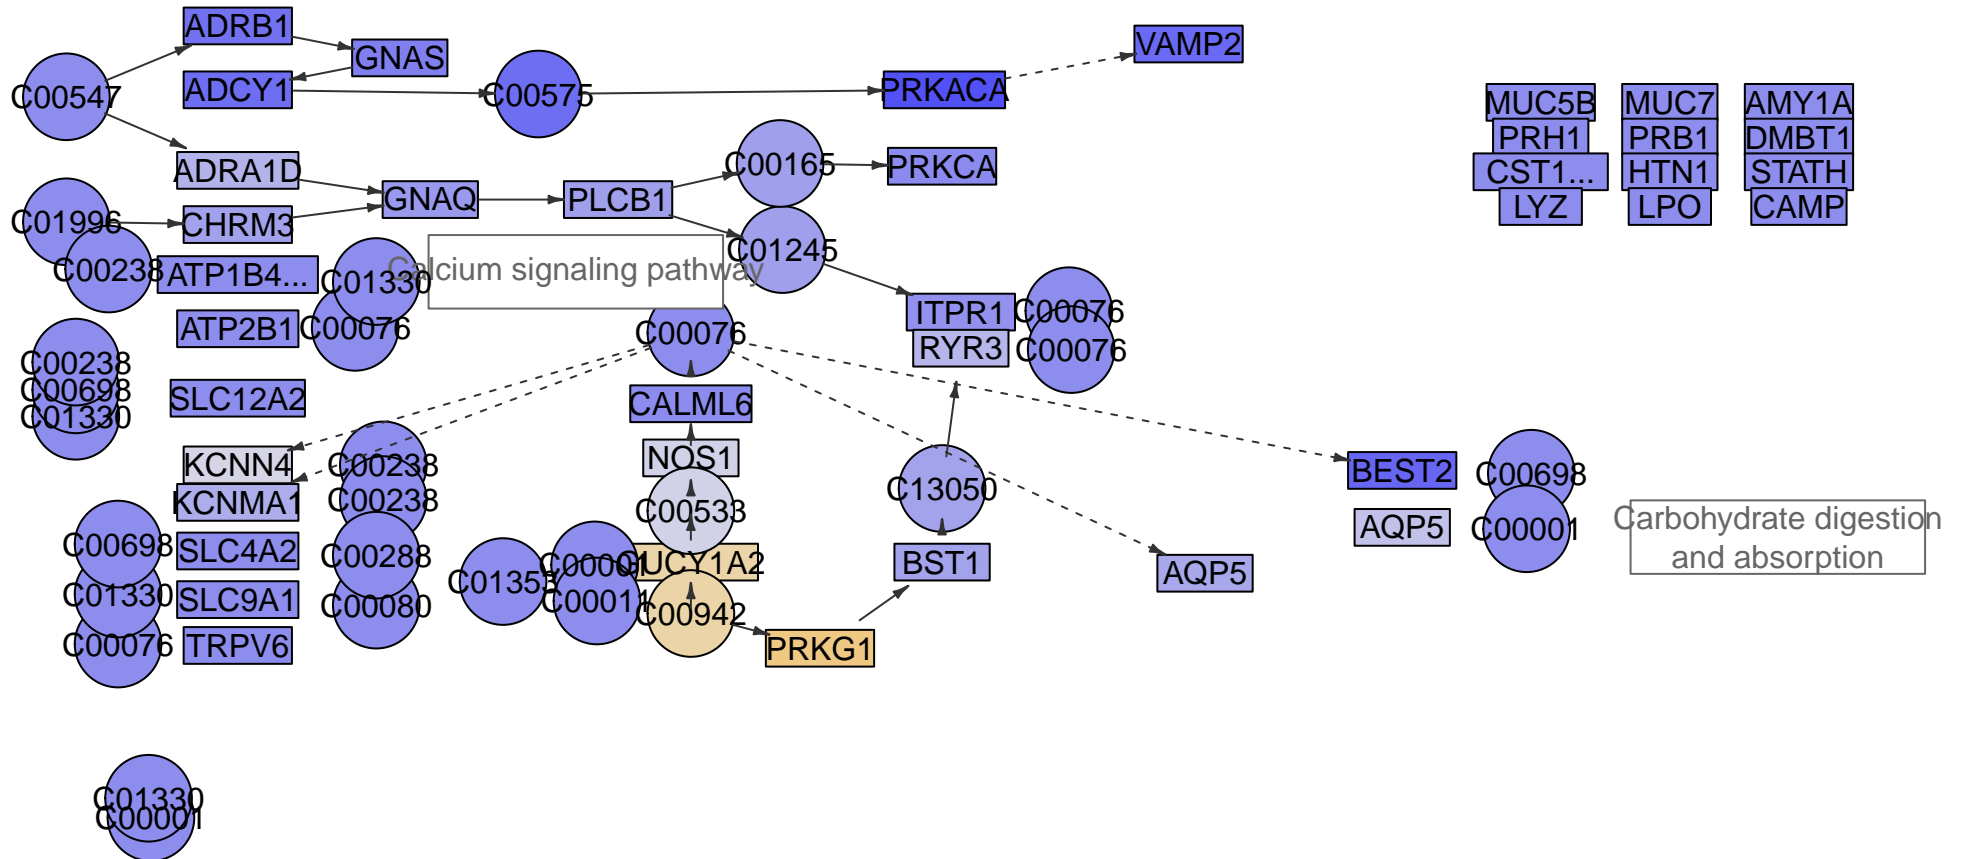 ADRB1
GNAS
VAMP2
C00547
ADCY1
C00575
PRKACA
MUC5B
MUC7
AMY1A
PRH1
PRB1
DMBT1
CST1...
HTN1
STATH
LYZ
LPO
CAMP
ADRA1D
C00165
PRKCA
GNAQ
PLCB1
C01996
CHRM3
C01245
C00238
ATP1B4...
C01330
Calcium signaling pathway
ATP2B1
C00076
C00076
ITPR1
C00076
RYR3
C00076
C00238
C00698
C01330
SLC12A2
CALML6
KCNN4
C00238
NOS1
KCNMA1
C00238
C00533
C13050
BEST2
C00698
AQP5
C00001
Carbohydrate digestion
and absorption
C00698
SLC4A2
C00288
C01353
C00001
GUCY1A2
BST1
AQP5
C01330
SLC9A1
C00080
C00011
C00942
C00076
TRPV6
PRKG1
C01330
C00001